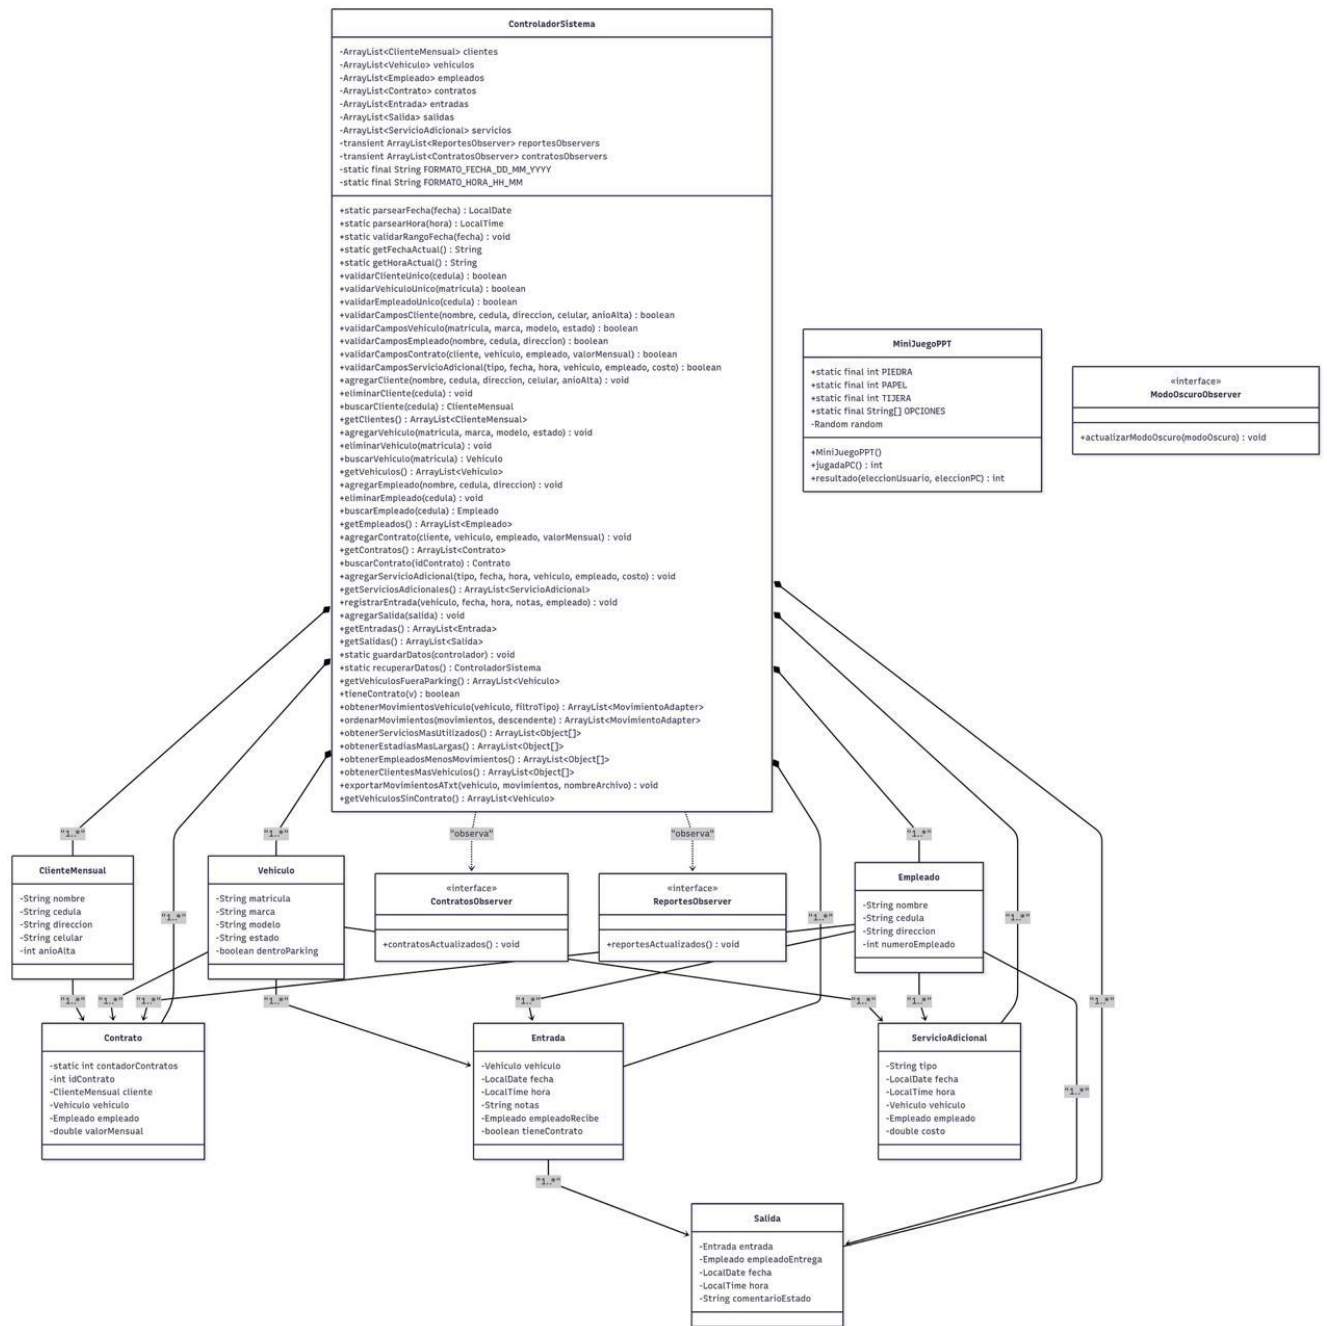 ControladorSistema
-ArrayList<ClienteMensual> clientes
-ArrayList<Vehiculo> vehiculos
-ArrayList<Empleado> empleados
-ArrayList<Contrato> contratos
-ArrayList<Entrada> entradas
-ArrayList<Salida> salidas
-ArrayList<ServicioAdicional> servicios
-transient ArrayList<ReportesObserver> reportesObservers
-transient ArrayList<ContratosObserver> contratosObservers
-static final String FORMATO_FECHA_DD_MM_YYYY
-static final String FORMATO_HORA_HH_MM
+static parsearFecha(fecha) : LocalDate
+static parsearHora(hora) : LocalTime
+static validarRangoFecha(fecha) : void
+static getFechaActual() : String
+static getHoraActual() : String
+validarClienteUnico(cedula) : boolean
+validarVehiculoUnico(matricula) : boolean
+validarEmpleadoUnico(cedula) : boolean
+validarCamposCliente(nombre, cedula, direccion, celular, anioAlta) : boolean
+validarCamposVehiculo(matricula, marca, modelo, estado) : boolean
+validarCamposEmpleado(nombre, cedula, direccion) : boolean
+validarCamposContrato(cliente, vehiculo, empleado, valorMensual) : boolean
+validarCamposServicioAdicional(tipo, fecha, hora, vehiculo, empleado, costo) : boolean
+agregarCliente(nombre, cedula, direccion, celular, anioAlta) : void
+eliminarCliente(cedula) : void
+buscarCliente(cedula) : ClienteMensual
+getClientes() : ArrayList<ClienteMensual>
+agregarVehiculo(matricula, marca, modelo, estado) : void
+eliminarVehiculo(matricula) : void
+buscarVehiculo(matricula) : Vehiculo
+getVehiculos() : ArrayList<Vehiculo>
+agregarEmpleado(nombre, cedula, direccion) : void
+eliminarEmpleado(cedula) : void
+buscarEmpleado(cedula) : Empleado
+getEmpleados() : ArrayList<Empleado>
+agregarContrato(cliente, vehiculo, empleado, valorMensual) : void
+getContratos() : ArrayList<Contrato>
+buscarContrato(idContrato) : Contrato
+agregarServicioAdicional(tipo, fecha, hora, vehiculo, empleado, costo) : void
+getServiciosAdicionales() : ArrayList<ServicioAdicional>
+registrarEntrada(vehiculo, fecha, hora, notas, empleado) : void
+agregarSalida(salida) : void
+getEntradas() : ArrayList<Entrada>
+getSalidas() : ArrayList<Salida>
+static guardarDatos(controlador) : void
+static recuperarDatos() : ControladorSistema
+getVehiculosFueraParking() : ArrayList<Vehiculo>
+tieneContrato(v) : boolean
+obtenerMovimientosVehiculo(vehiculo, filtroTipo) : ArrayList<MovimientoAdapter>
+ordenarMovimientos(movimientos, descendente) : ArrayList<MovimientoAdapter>
+obtenerServiciosMasUtilizados() : ArrayList<Object[]>
+obtenerEstadiasMasLargas() : ArrayList<Object[]>
+obtenerEmpleadosMenosMovimientos() : ArrayList<Object[]>
+obtenerClientesMasVehiculos() : ArrayList<Object[]>
+exportarMovimientosATxt(vehiculo, movimientos, nombreArchivo) : void
+getVehiculosSinContrato() : ArrayList<Vehiculo>
MiniJuegoPPT
+static final int PIEDRA
+static final int PAPEL
+static final int TIJERA
+static final String[] OPCIONES
-Random random
+MiniJuegoPPT()
+jugadaPC() : int
+resultado(eleccionUsuario, eleccionPC) : int
«interface»
ModoOscuroObserver
+actualizarModoOscuro(modoOscuro) : void
"1..*"
"1..*"
"observa"
"observa"
"1..*"
ClienteMensual
-String nombre
-String cedula
-String direccion
-String celular
-int anioAlta
"1..*"
Vehiculo
-String matricula
-String marca
-String modelo
-String estado
-boolean dentroParking
«interface»
ContratosObserver
+contratosActualizados() : void
«interface»
ReportesObserver
+reportesActualizados() : void
"1..*"
Empleado
-String nombre
-String cedula
-String direccion
-int numeroEmpleado
"1..*"
"1..*"
"1..*"
"1..*"
"1..*"
"1..*"
"1..*"
"1..*"
"1..*"
Contrato
-static int contadorContratos
-int idContrato
-ClienteMensual cliente
-Vehiculo vehiculo
-Empleado empleado
-double valorMensual
Entrada
-Vehiculo vehiculo
-LocalDate fecha
-LocalTime hora
-String notas
-Empleado empleadoRecibe
-boolean tieneContrato
ServicioAdicional
-String tipo
-LocalDate fecha
-LocalTime hora
-Vehiculo vehiculo
-Empleado empleado
-double costo
"1..*"
"1..*"
Salida
-Entrada entrada
-Empleado empleadoEntrega
-LocalDate fecha
-LocalTime hora
-String comentarioEstado